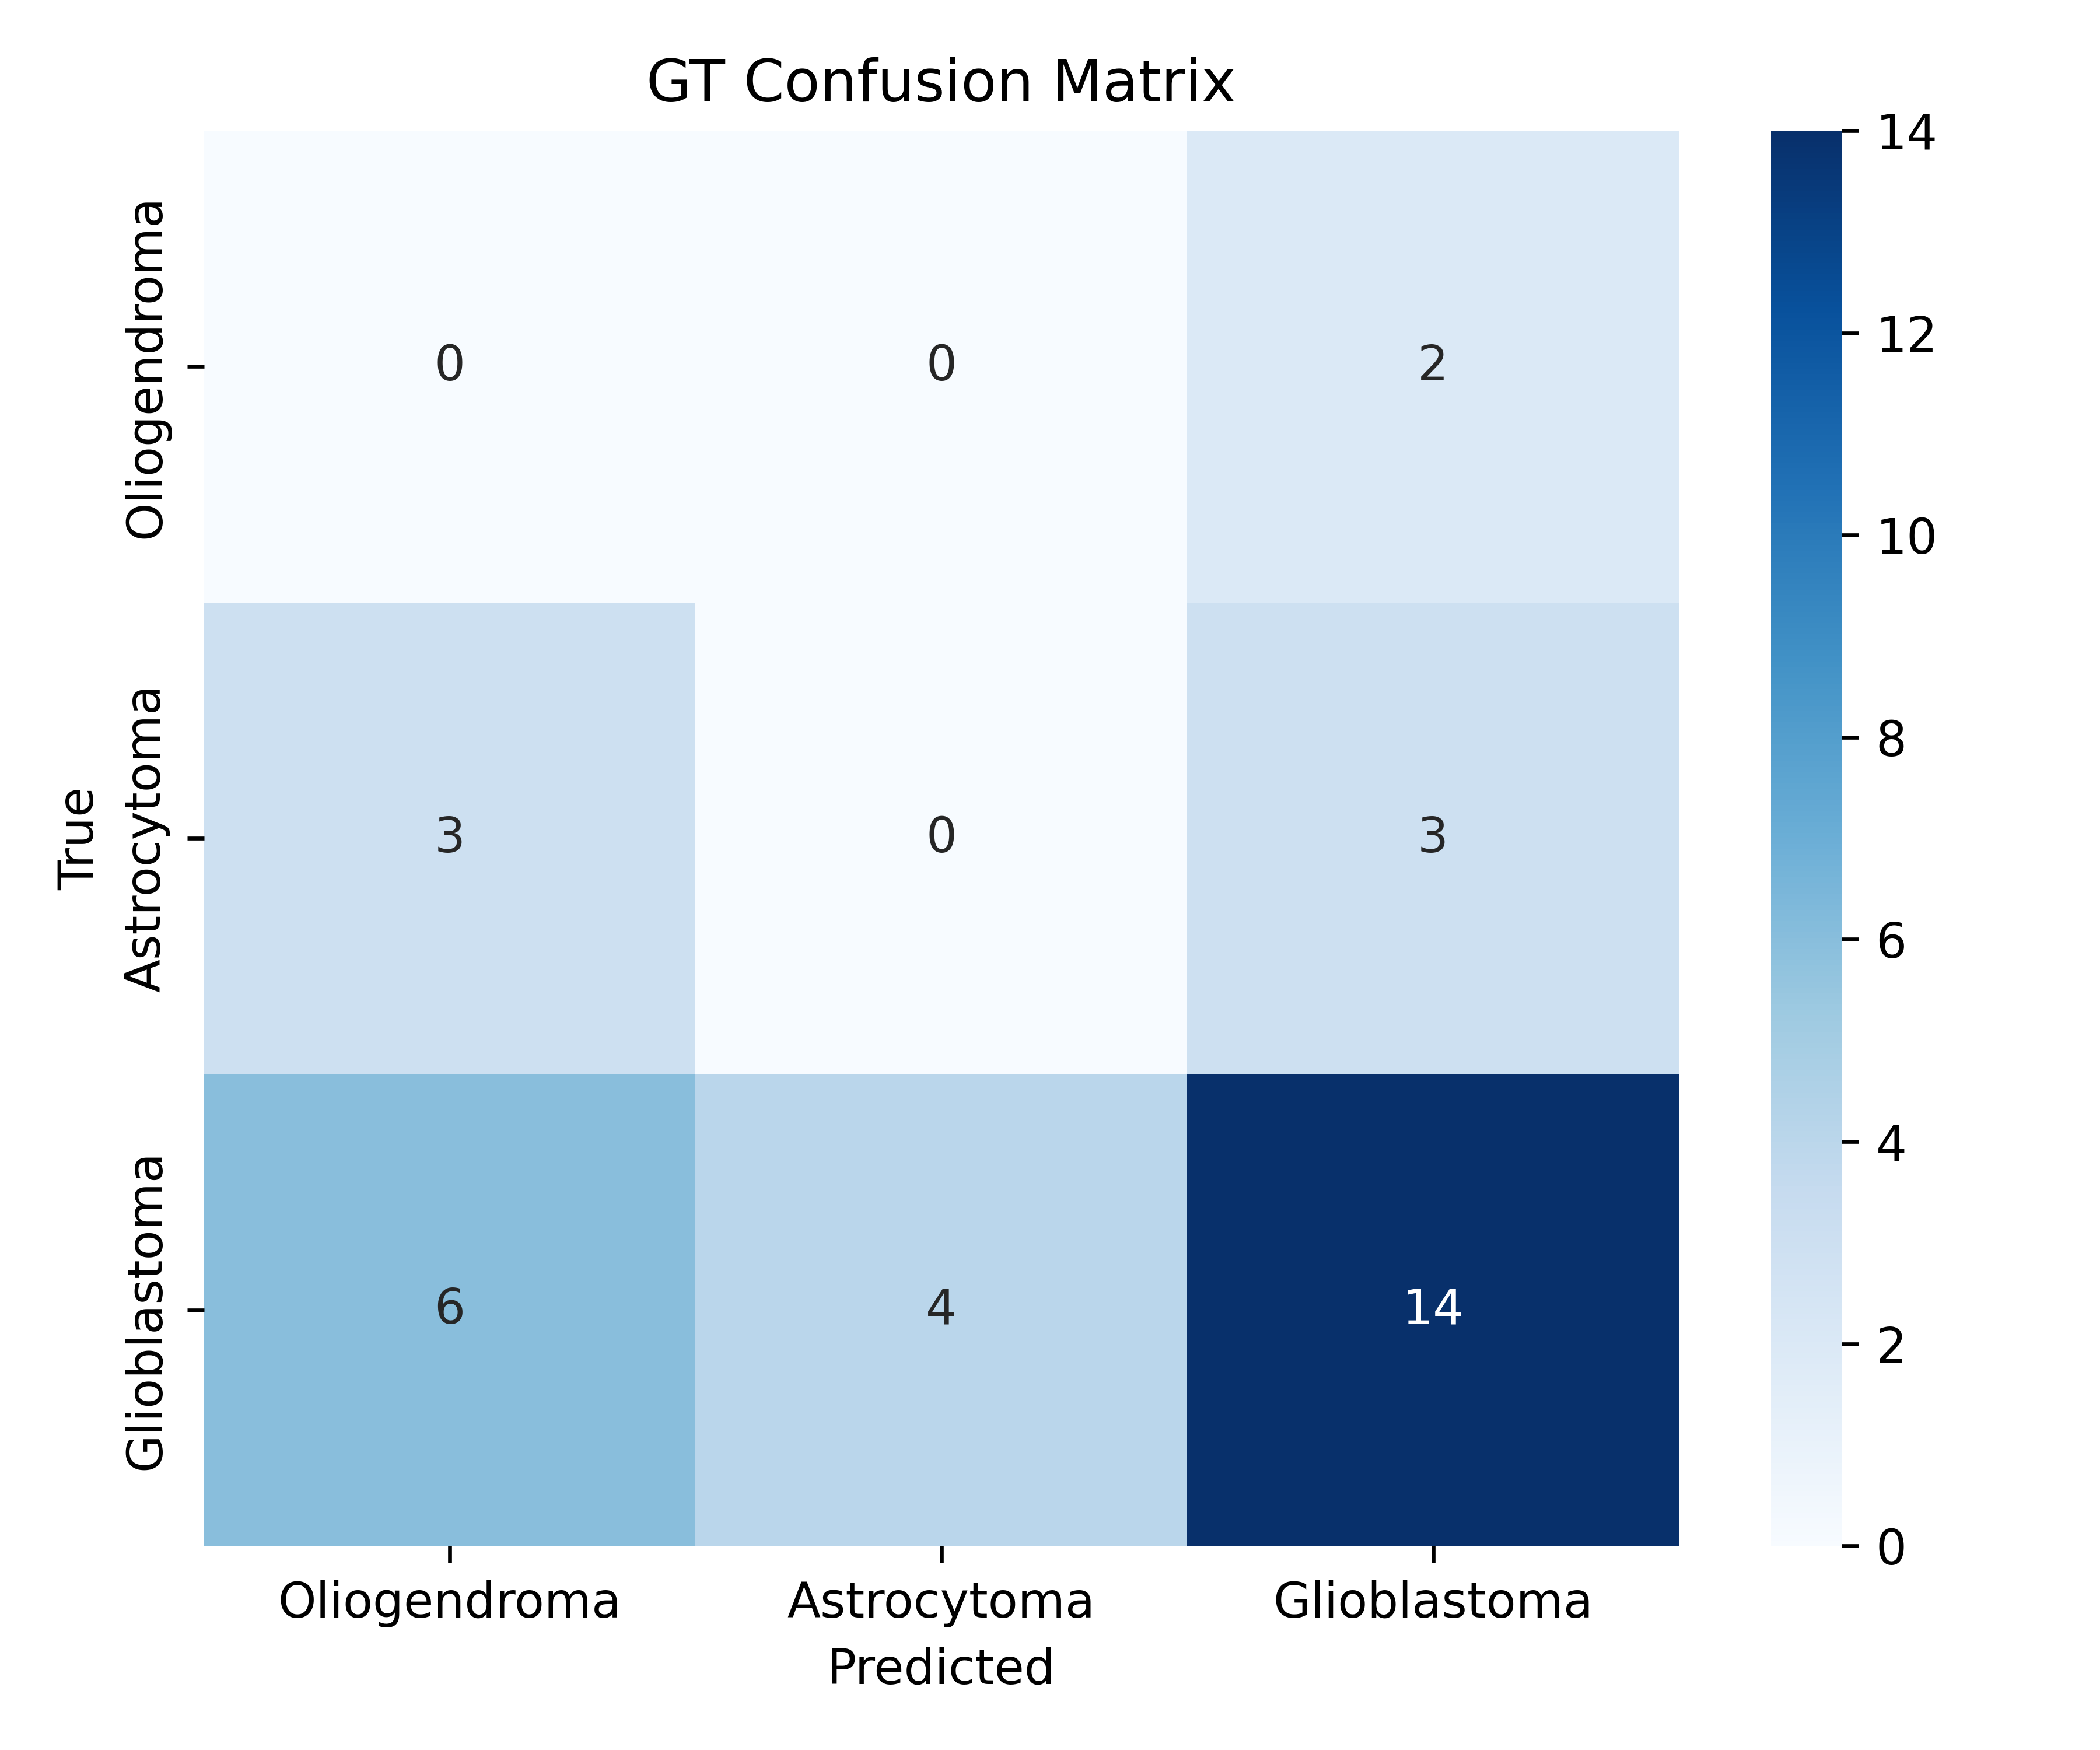 GT Confusion Matrix
True
Oliogendroma
0 0 2
Astrocytoma
3 0 3
Glioblastoma
6 4 14
Oliogendroma Astrocytoma Glioblastoma
Predicted
14
12
10
8
6
4
2
0